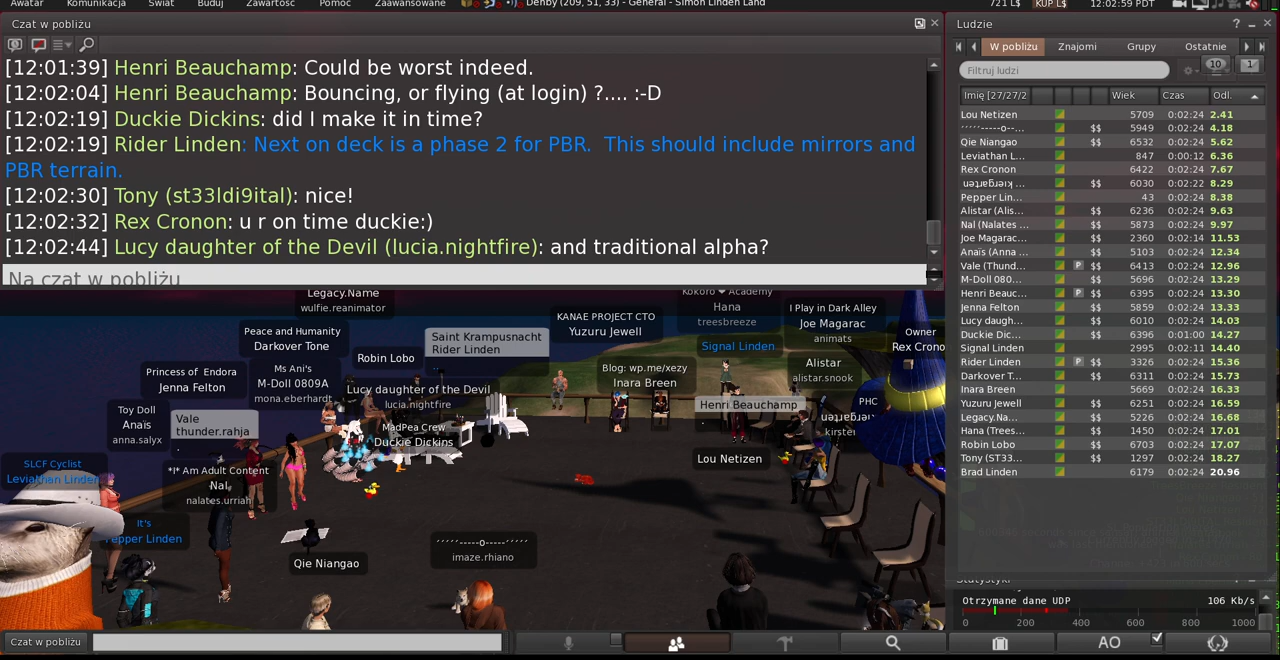 Awatar Komunikacja Świat Buduj Zawartość Pomoc Zaawansowane Denby (209, 51, 33) - General - Simon Linden Land 721 L$ KUP L$ 12:02:59 PDT
Czat w pobliżu
[12:01:39] Henri Beauchamp: Could be worst indeed.
[12:02:04] Henri Beauchamp: Bouncing, or flying (at login) ?.... :-D
[12:02:19] Duckie Dickins: did I make it in time?
[12:02:19] Rider Linden: Next on deck is a phase 2 for PBR. This should include mirrors and
PBR terrain.
[12:02:30] Tony (st33ldi9ital): nice!
[12:02:32] Rex Cronon: u r on time duckie:)
[12:02:44] Lucy daughter of the Devil (lucia.nightfire): and traditional alpha?
Na czat w pobliżu
Legacy.Name
wulfie.reanimator
Peace and Humanity
Darkover Tone
Robin Lobo
Saint Krampusnacht
Rider Linden
KANAE PROJECT CTO
Yuzuru Jewell
Kokoro ❤ Academy
Hana
treesbreeze
Signal Linden
I Play in Dark Alley
Joe Magarac
animats
Owner
Rex Crono
Princess of Endora
Jenna Felton
Ms Ani's
M-Doll 0809A
mona.eberhardt
Lucy daughter of the Devil
lucia.nightfire
Blog: wp.me/xezy
Inara Breen
Alistar
alistar.snook
Toy Doll
Anaïs
anna.salyx
Vale
thunder.rahja
MadPea Crew
Duckie Dickins
Henri Beauchamp
PHC
kirster
Lou Netizen
SLCF Cyclist
Leviathan Linden
*!* Am Adult Content
Nal
nalates.urriah
It's
Pepper Linden
Qie Niangao
´´´´´-----o-----´´´´´
imaze.rhiano
Czat w pobliżu
AO
Ludzie
? _ ×
W pobliżu Znajomi Grupy Ostatnie
Filtruj ludzi
10 1
Imię [27/27/2 Wiek Czas Odl.
Lou Netizen 5709 0:02:24 2.41
´´´´´-----o--... $$ 5949 0:02:24 4.18
Qie Niangao $$ 6532 0:02:24 5.62
Leviathan L... 847 0:00:12 6.36
Rex Cronon 6422 0:02:24 7.67
$$ 6030 0:02:22 8.29
Pepper Lin... 43 0:02:24 8.38
Alistar (Alis... $$ 6236 0:02:24 9.63
Nal (Nalates ... $$ 5873 0:02:24 9.97
Joe Magarac... $$ 2360 0:02:14 11.53
Anaïs (Anna ... $$ 5103 0:02:24 12.34
Vale (Thund... P $$ 6413 0:02:24 12.96
M-Doll 080... $$ 5696 0:02:24 13.29
Henri Beauc... P $$ 6395 0:02:24 13.30
Jenna Felton $$ 5859 0:02:24 13.33
Lucy daugh... $$ 6010 0:02:24 14.03
Duckie Dic... $$ 6396 0:01:00 14.27
Signal Linden 2995 0:02:11 14.40
Rider Linden P $$ 3326 0:02:24 15.36
Darkover T... $$ 6311 0:02:24 15.73
Inara Breen 5669 0:02:24 16.33
Yuzuru Jewell $$ 6251 0:02:24 16.59
Legacy.Na... $$ 5226 0:02:24 16.68
Hana (Trees... $$ 1450 0:02:24 17.01
Robin Lobo $$ 6703 0:02:24 17.07
Tony (ST33... $$ 1297 0:02:24 18.27
Brad Linden 6179 0:02:24 20.96
Statystyki
Otrzymane dane UDP 106 Kb/s
0 200 400 600 800 1000